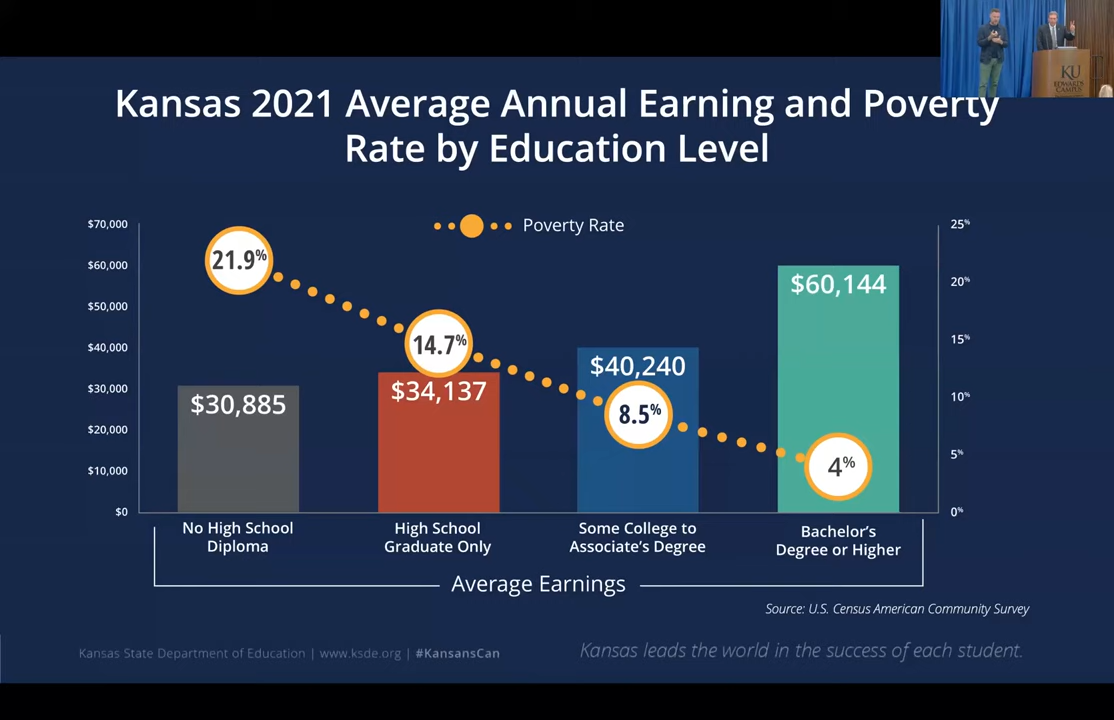 KU
EDWARDS
CAMPUS
Kansas 2021 Average Annual Earning and Poverty
Rate by Education Level
Poverty Rate
$70,000
$60,000
$50,000
$40,000
$30,000
$20,000
$10,000
$0
25%
20%
15%
10%
5%
0%
21.9%
14.7%
8.5%
4%
$30,885
$34,137
$40,240
$60,144
No High School
Diploma
High School
Graduate Only
Some College to
Associate’s Degree
Bachelor’s
Degree or Higher
Average Earnings
Source: U.S. Census American Community Survey
Kansas State Department of Education | www.ksde.org | #KansansCan
Kansas leads the world in the success of each student.